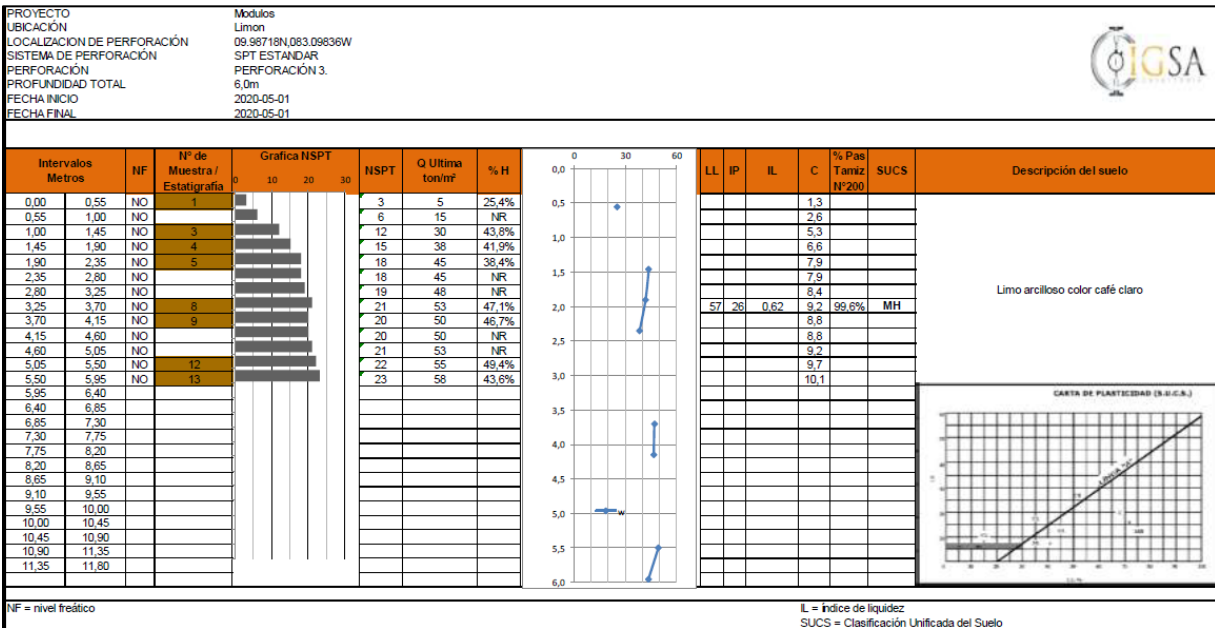 PROYECTO Modulos
UBICACIÓN Limon
LOCALIZACION DE PERFORACIÓN 09.98718N,083.09836W
SISTEMA DE PERFORACIÓN SPT ESTANDAR
PERFORACIÓN PERFORACIÓN 3.
PROFUNDIDAD TOTAL 6,0m
FECHA INICIO 2020-05-01
FECHA FINAL 2020-05-01
IGSA
Intervalos Metros NF Nº de Muestra / Estatigrafia Grafica NSPT NSPT Q Ultima ton/m² % H LL IP IL C % Pas Tamiz Nº200 SUCS Descripción del suelo
0 10 20 30
0 30 60
0,0
0,5
1,0
1,5
2,0
2,5
3,0
3,5
4,0
4,5
5,0
5,5
6,0
w
0,00 0,55 NO 1 3 5 25,4% 1,3
0,55 1,00 NO 6 15 NR 2,6
1,00 1,45 NO 3 12 30 43,8% 5,3
1,45 1,90 NO 4 15 38 41,9% 6,6
1,90 2,35 NO 5 18 45 38,4% 7,9
2,35 2,80 NO 18 45 NR 7,9
2,80 3,25 NO 19 48 NR 8,4
Limo arcilloso color café claro
3,25 3,70 NO 8 21 53 47,1% 57 26 0,62 9,2 99,6% MH
3,70 4,15 NO 9 20 50 46,7% 8,8
4,15 4,60 NO 20 50 NR 8,8
4,60 5,05 NO 21 53 NR 9,2
5,05 5,50 NO 12 22 55 49,4% 9,7
5,50 5,95 NO 13 23 58 43,6% 10,1
5,95 6,40
6,40 6,85
6,85 7,30
7,30 7,75
7,75 8,20
8,20 8,65
8,65 9,10
9,10 9,55
9,55 10,00
10,00 10,45
10,45 10,90
10,90 11,35
11,35 11,80
CARTA DE PLASTICIDAD (S.U.C.S.)
NF = nivel freático
IL = índice de liquidez
SUCS = Clasificación Unificada del Suelo